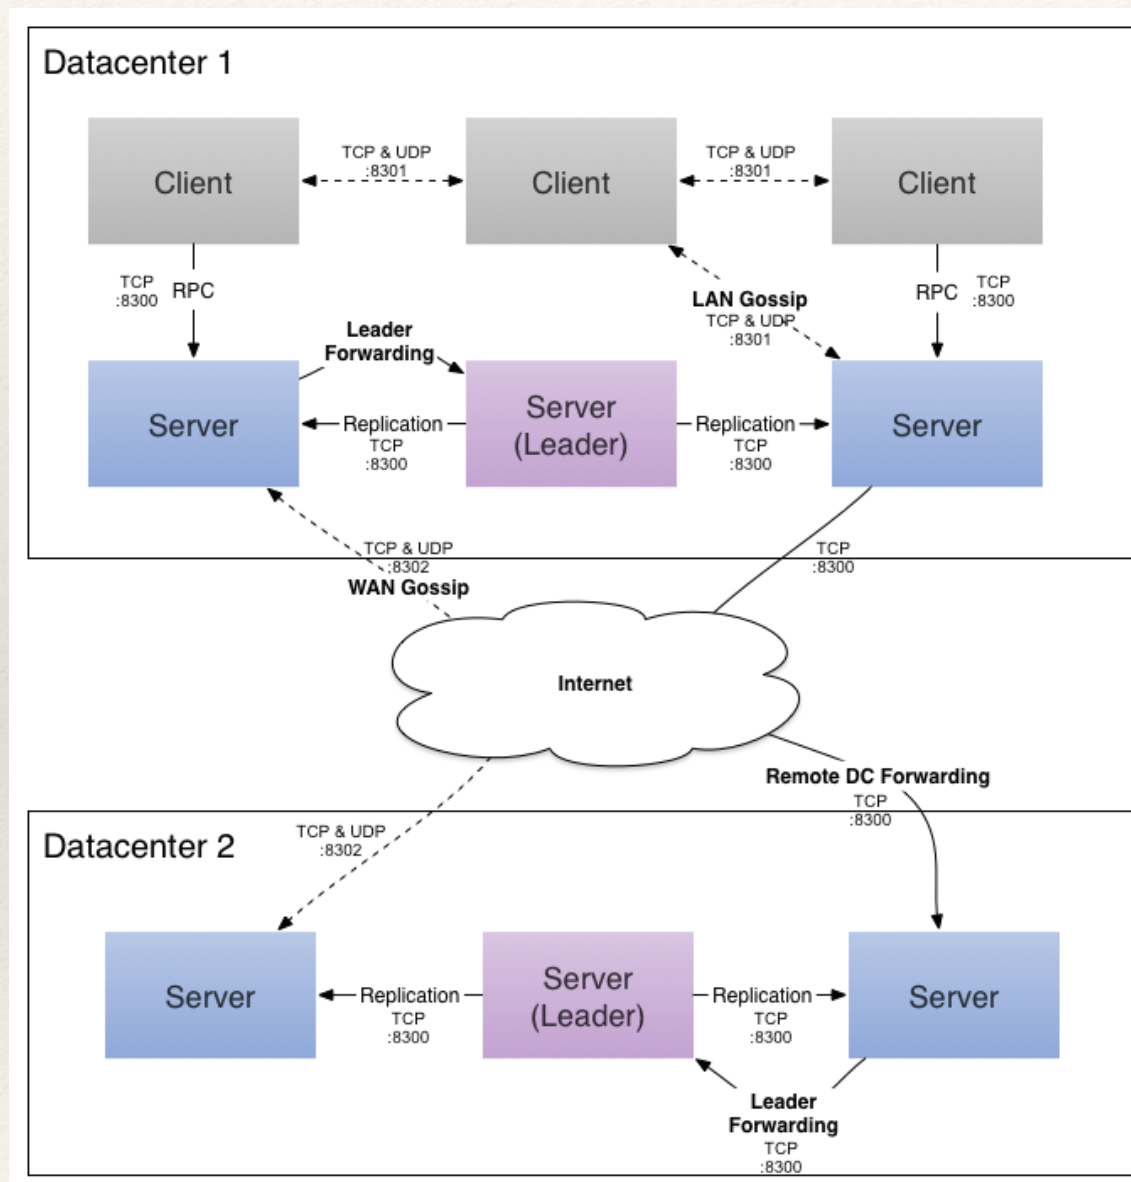 Datacenter 1
Client
TCP & UDP
:8301
Client
TCP & UDP
:8301
Client
TCP
:8300
RPC
LAN Gossip
TCP & UDP
:8301
RPC
TCP
:8300
Leader
Forwarding
Server
Replication
TCP
:8300
Server
(Leader)
Replication
TCP
:8300
Server
TCP & UDP
:8302
WAN Gossip
TCP
:8300
Internet
Remote DC Forwarding
TCP
:8300
Datacenter 2
TCP & UDP
:8302
Server
Replication
TCP
:8300
Server
(Leader)
Replication
TCP
:8300
Server
Leader
Forwarding
TCP
:8300